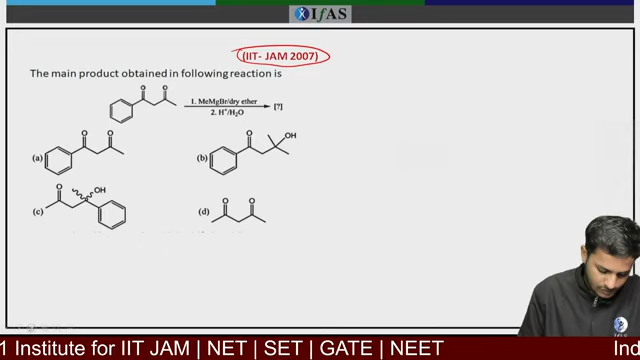 IFAS
(IIT- JAM 2007)
The main product obtained in following reaction is
O O
1. MeMgBr/dry ether
2. H⁺/H₂O
[?]
(a)
O O
(b)
O OH
(c)
O OH
(d)
O O
1 Institute for IIT JAM | NET | SET | GATE | NEET Ind